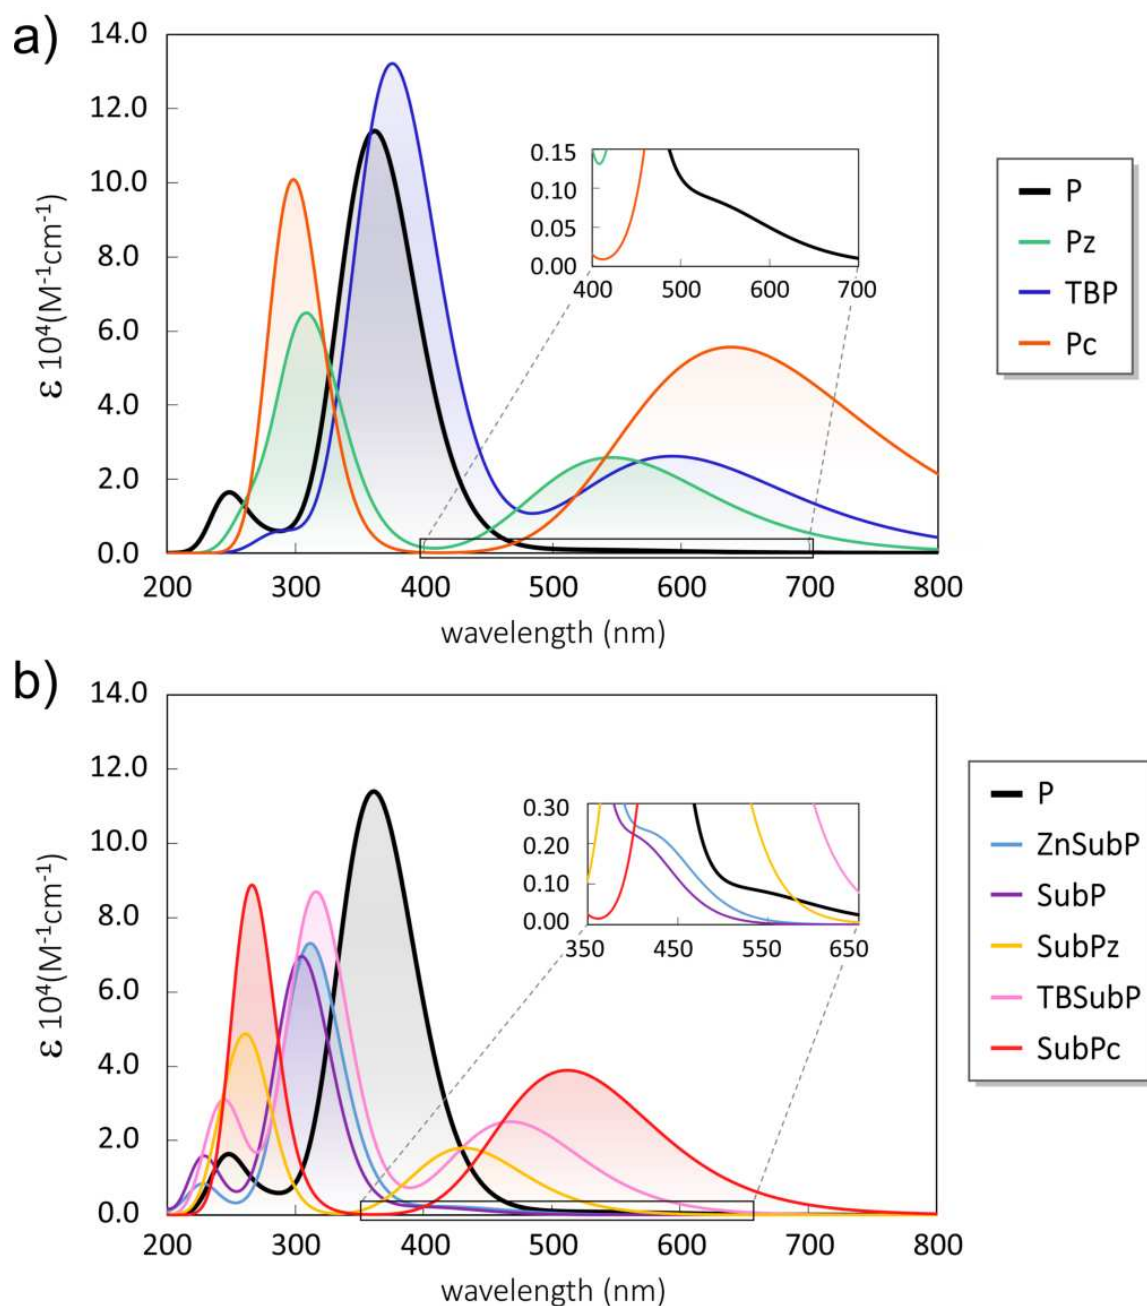 a)
14.0
12.0
10.0
8.0
6.0
4.0
2.0
0.0
ε 10⁴(M⁻¹cm⁻¹)
200 300 400 500 600 700 800
wavelength (nm)
0.15
0.10
0.05
0.00
400 500 600 700
P
Pz
TBP
Pc
b)
14.0
12.0
10.0
8.0
6.0
4.0
2.0
0.0
ε 10⁴(M⁻¹cm⁻¹)
200 300 400 500 600 700 800
wavelength (nm)
0.30
0.20
0.10
0.00
350 450 550 650
P
ZnSubP
SubP
SubPz
TBSubP
SubPc